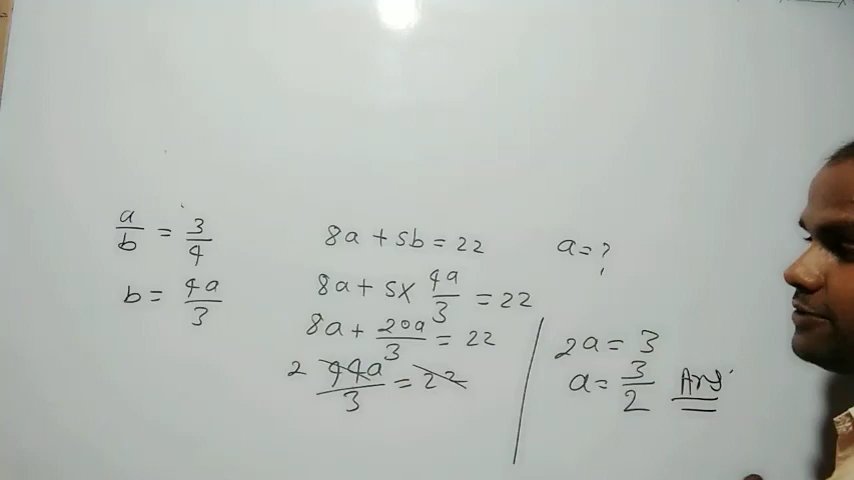 a/b = 3/4
b = 4a/3
8a + 5b = 22
a = ?
8a + 5x 4a/3 = 22
8a + 20a/3 = 22
2 44a/3 = 22
2a = 3
a = 3/2 Ans